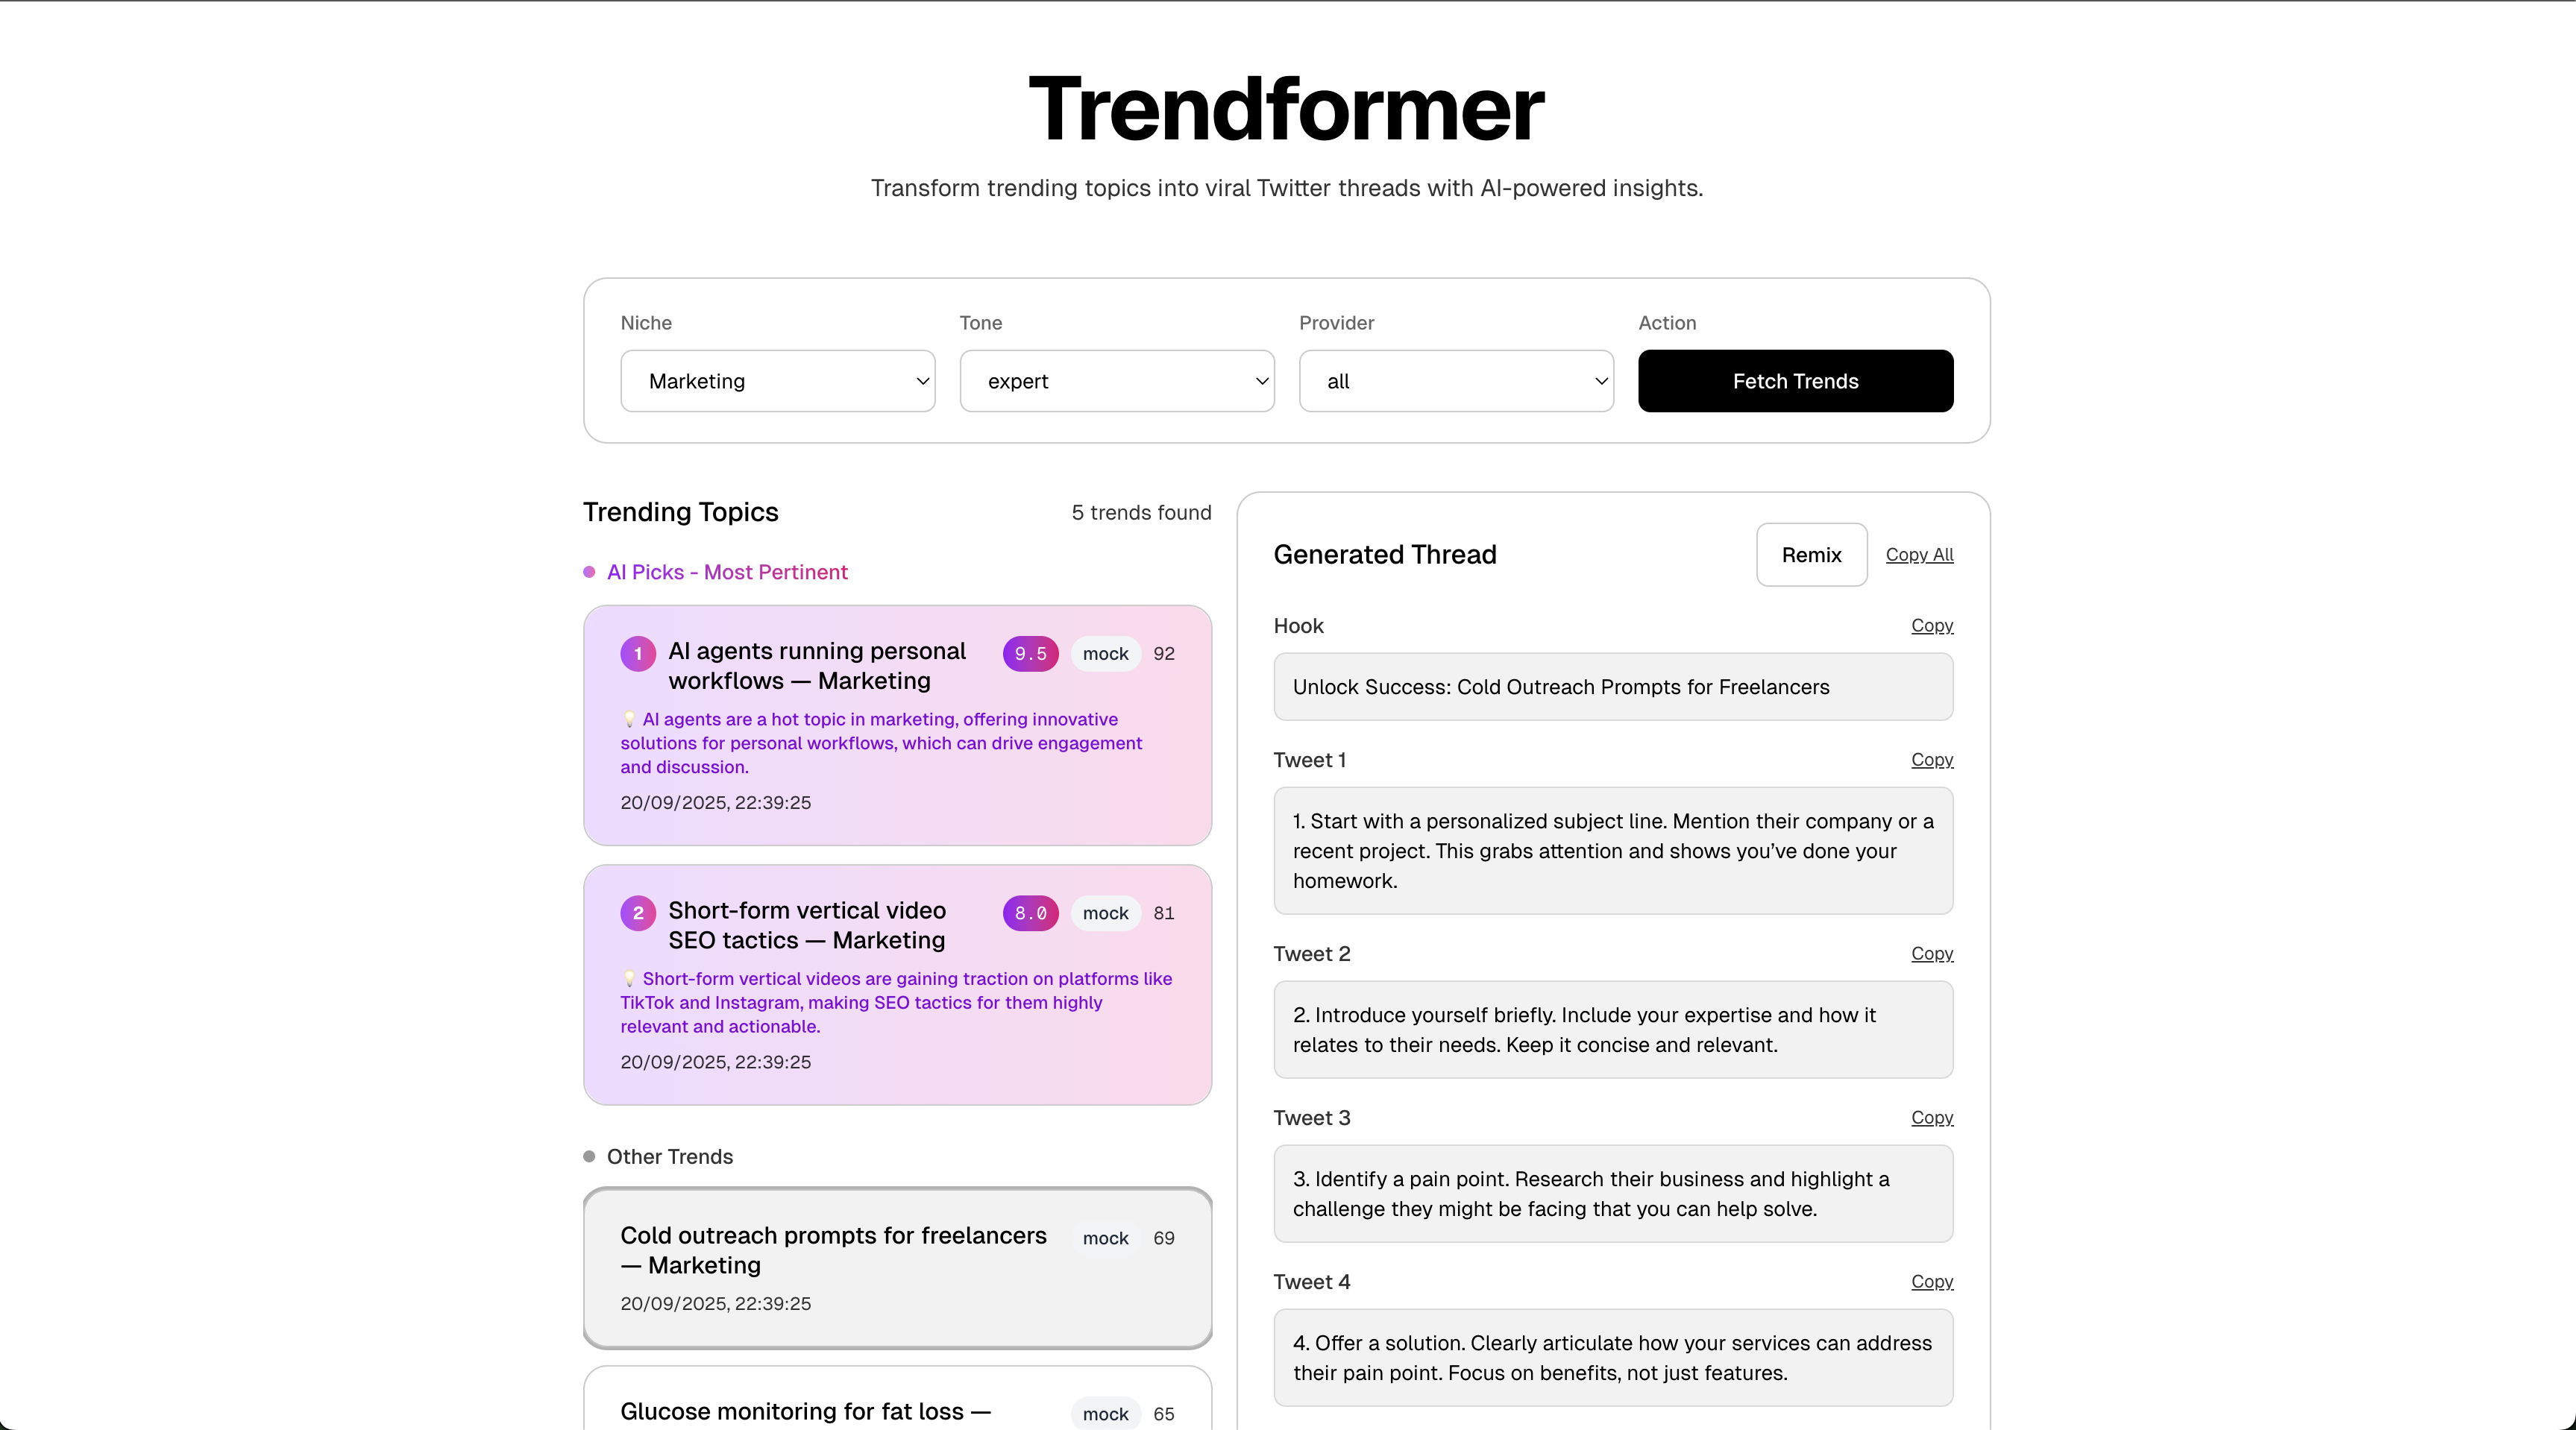 Trendformer
Transform trending topics into viral Twitter threads with AI-powered insights.
Niche
Tone
Provider
Action
Marketing
expert
all
Fetch Trends
Trending Topics
5 trends found
AI Picks - Most Pertinent
1
AI agents running personal
workflows — Marketing
9.5
mock
92
💡 AI agents are a hot topic in marketing, offering innovative
solutions for personal workflows, which can drive engagement
and discussion.
20/09/2025, 22:39:25
2
Short-form vertical video
SEO tactics — Marketing
8.0
mock
81
💡 Short-form vertical videos are gaining traction on platforms like
TikTok and Instagram, making SEO tactics for them highly
relevant and actionable.
20/09/2025, 22:39:25
Other Trends
Cold outreach prompts for freelancers
— Marketing
mock
69
20/09/2025, 22:39:25
Glucose monitoring for fat loss —
mock
65
Generated Thread
Remix
Copy All
Hook
Copy
Unlock Success: Cold Outreach Prompts for Freelancers
Tweet 1
Copy
1. Start with a personalized subject line. Mention their company or a
recent project. This grabs attention and shows you’ve done your
homework.
Tweet 2
Copy
2. Introduce yourself briefly. Include your expertise and how it
relates to their needs. Keep it concise and relevant.
Tweet 3
Copy
3. Identify a pain point. Research their business and highlight a
challenge they might be facing that you can help solve.
Tweet 4
Copy
4. Offer a solution. Clearly articulate how your services can address
their pain point. Focus on benefits, not just features.